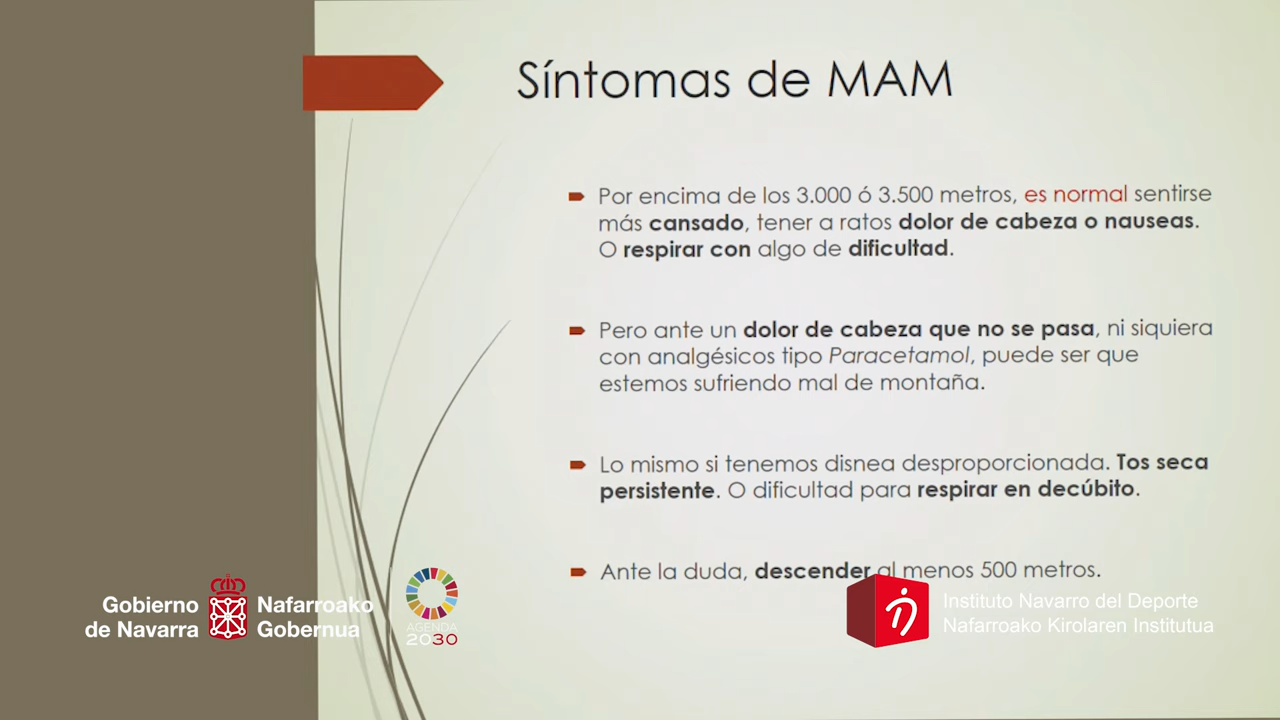 Síntomas de MAM
Por encima de los 3.000 ó 3.500 metros, es normal sentirse
más cansado, tener a ratos dolor de cabeza o nauseas.
O respirar con algo de dificultad.
Pero ante un dolor de cabeza que no se pasa, ni siquiera
con analgésicos tipo Paracetamol, puede ser que
estemos sufriendo mal de montaña.
Lo mismo si tenemos disnea desproporcionada. Tos seca
persistente. O dificultad para respirar en decúbito.
Ante la duda, descender al menos 500 metros.
Gobierno
de Navarra
Nafarroako
Gobernua
AGENDA
2030
Instituto Navarro del Deporte
Nafarroako Kirolaren Institutua